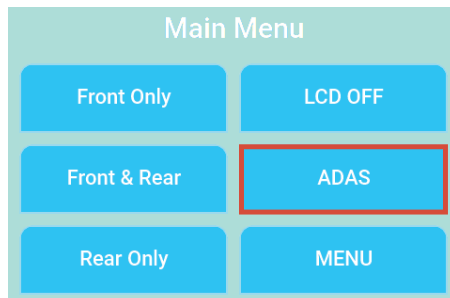 Main Menu
Front Only
LCD OFF
Front & Rear
ADAS
Rear Only
MENU